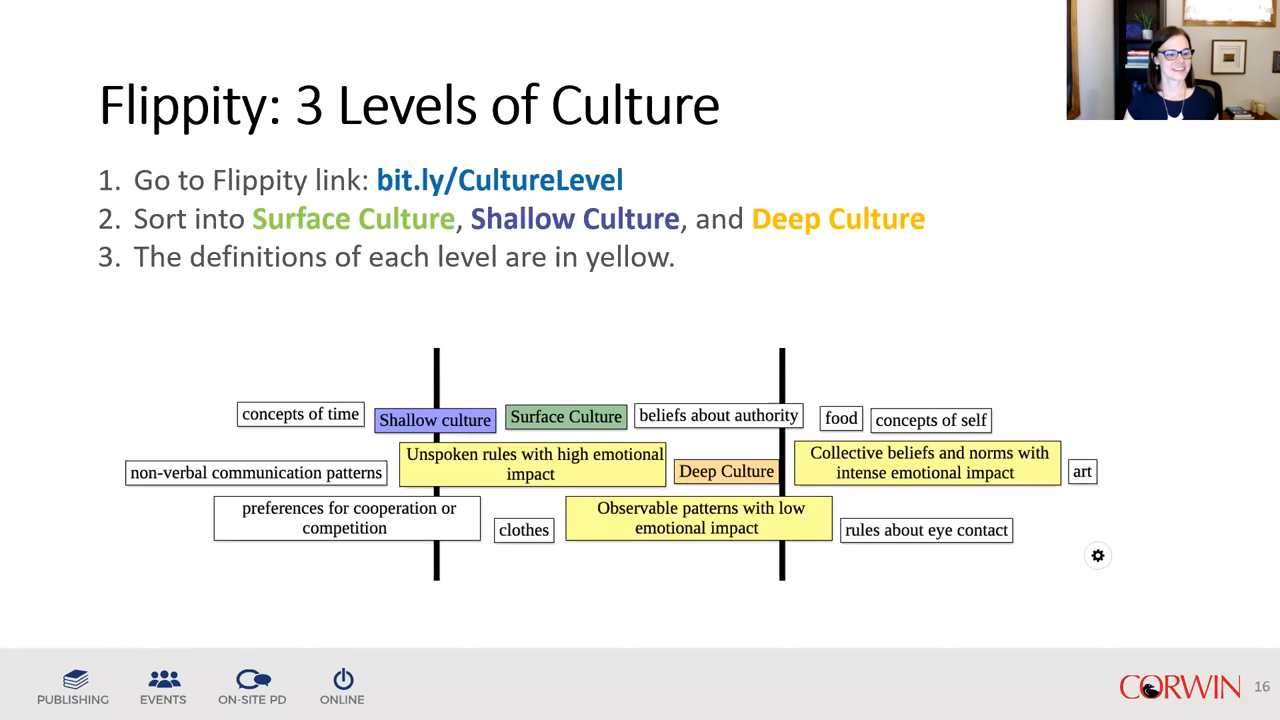 Flippity: 3 Levels of Culture
1. Go to Flippity link: bit.ly/CultureLevel
2. Sort into Surface Culture, Shallow Culture, and Deep Culture
3. The definitions of each level are in yellow.
concepts of time
Shallow culture
Surface Culture
beliefs about authority
food
concepts of self
non-verbal communication patterns
Unspoken rules with high emotional
impact
Deep Culture
Collective beliefs and norms with
intense emotional impact
art
preferences for cooperation or
competition
clothes
Observable patterns with low
emotional impact
rules about eye contact
PUBLISHING
EVENTS
ON-SITE PD
ONLINE
CORWIN
16